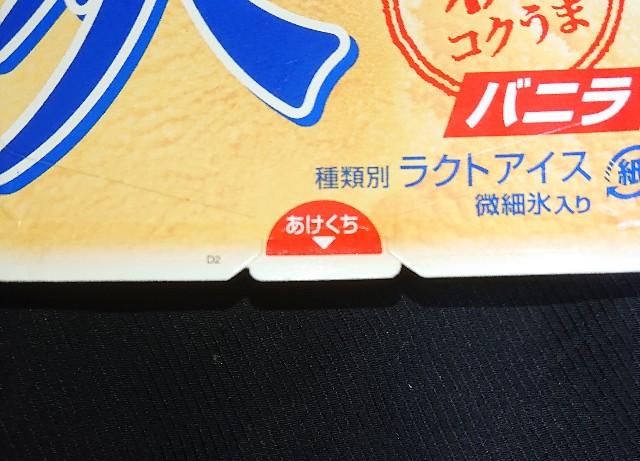 コクうま
バニラ
種類別 ラクトアイス
微細氷入り
あけくち
D2